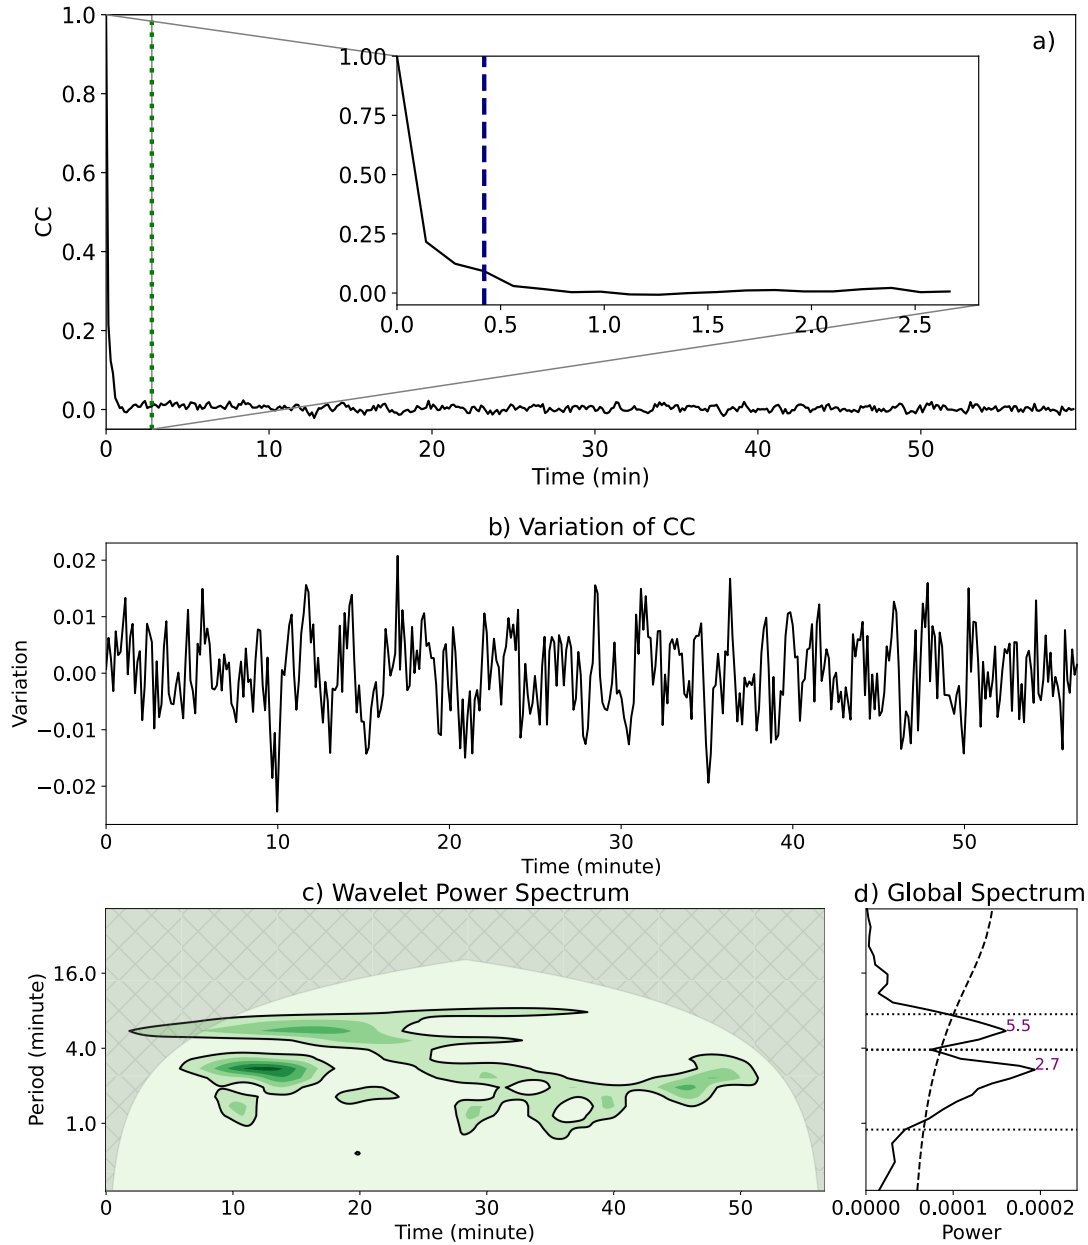 a)
1.0
0.8
0.6
0.4
0.2
0.0
CC
1.00
0.75
0.50
0.25
0.00
0.0 0.5 1.0 1.5 2.0 2.5
0 10 20 30 40 50
Time (min)
b) Variation of CC
0.02
0.01
0.00
−0.01
−0.02
Variation
0 10 20 30 40 50
Time (minute)
c) Wavelet Power Spectrum
16.0
4.0
1.0
Period (minute)
0 10 20 30 40 50
Time (minute)
d) Global Spectrum
5.5
2.7
0.0000 0.0001 0.0002
Power